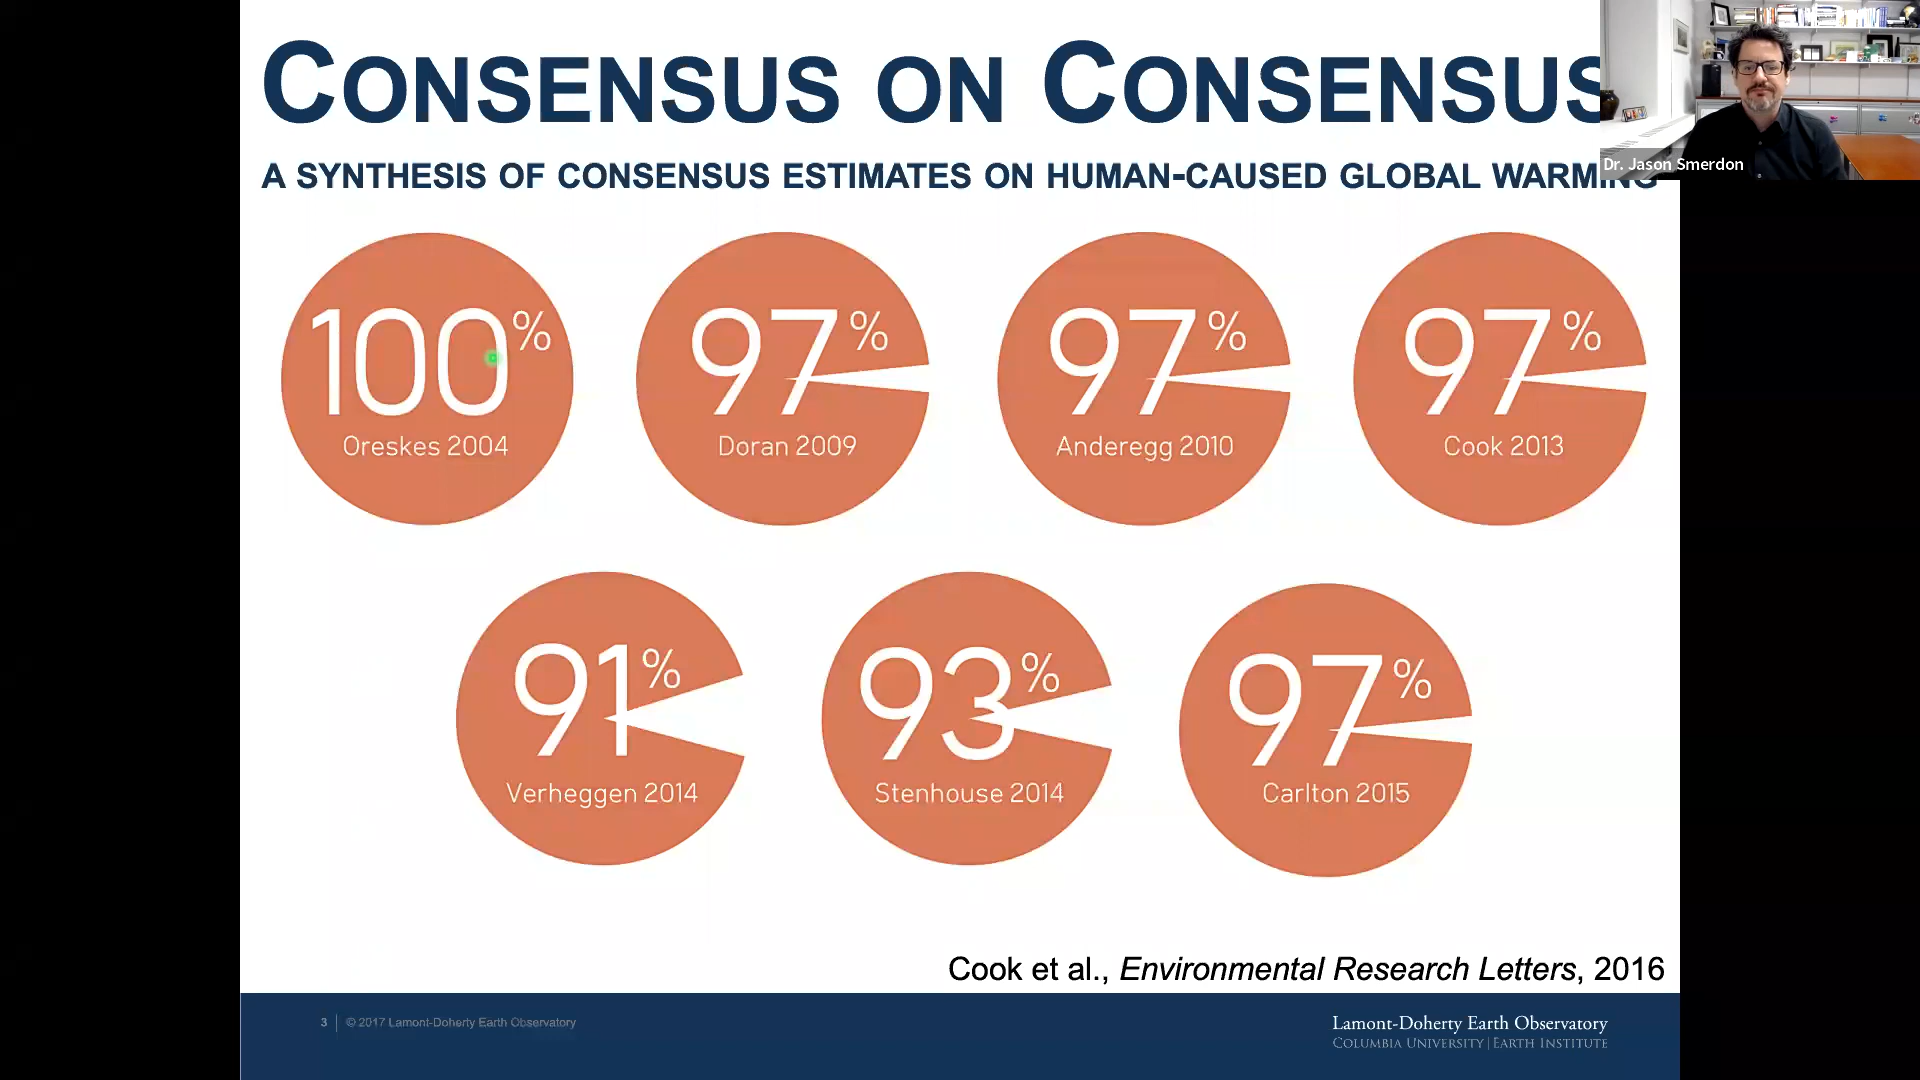 CONSENSUS ON CONSENSUS
A SYNTHESIS OF CONSENSUS ESTIMATES ON HUMAN-CAUSED GLOBAL WARMING
Dr. Jason Smerdon
100%
Oreskes 2004
97%
Doran 2009
97%
Anderegg 2010
97%
Cook 2013
91%
Verheggen 2014
93%
Stenhouse 2014
97%
Carlton 2015
Cook et al., Environmental Research Letters, 2016
3 | © 2017 Lamont-Doherty Earth Observatory
Lamont-Doherty Earth Observatory
COLUMBIA UNIVERSITY | EARTH INSTITUTE